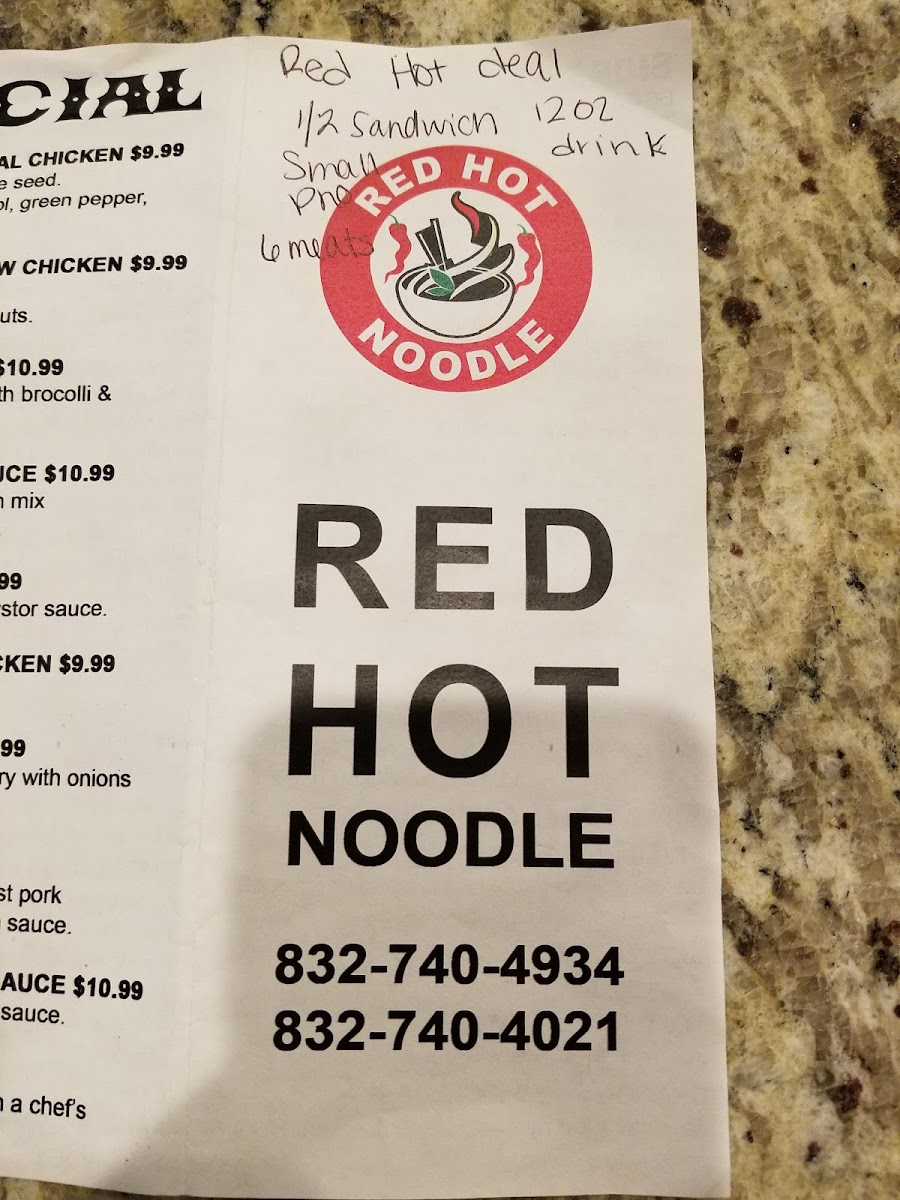 CIAL
AL CHICKEN $9.99
e seed.
ol, green pepper,
W CHICKEN $9.99
uts.
$10.99
th brocolli &
UCE $10.99
n mix
99
stor sauce.
CKEN $9.99
99
ry with onions
st pork
sauce.
AUCE $10.99
sauce.
n a chef's
Red Hot deal
1/2 Sandwich 12oz
drink
Small
Pho
6 meats
RED HOT
NOODLE
RED
HOT
NOODLE
832-740-4934
832-740-4021